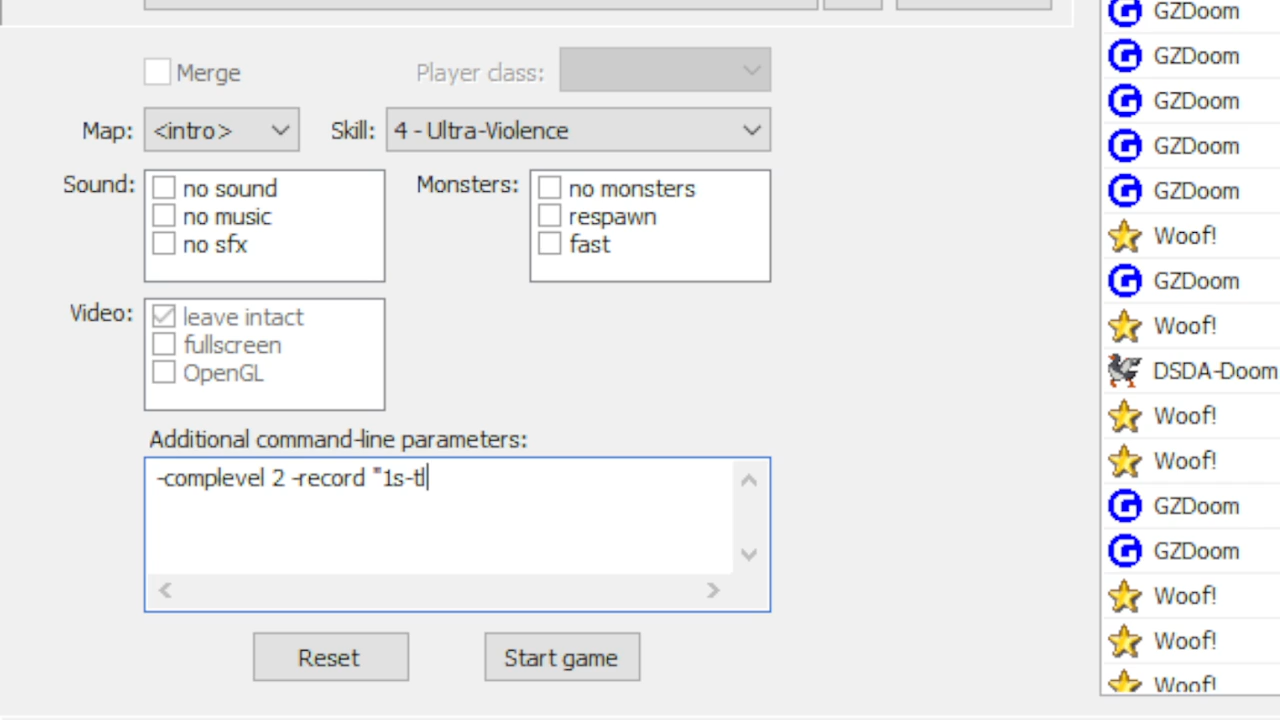 Merge
Player class:
Map: <intro> Skill: 4 - Ultra-Violence
Sound: no sound
no music
no sfx
Monsters: no monsters
respawn
fast
Video: leave intact
fullscreen
OpenGL
Additional command-line parameters:
-complevel 2 -record "1s-tl
Reset
Start game
GZDoom
GZDoom
GZDoom
GZDoom
GZDoom
Woof!
GZDoom
Woof!
DSDA-Doom
Woof!
Woof!
GZDoom
GZDoom
Woof!
Woof!
Woof!